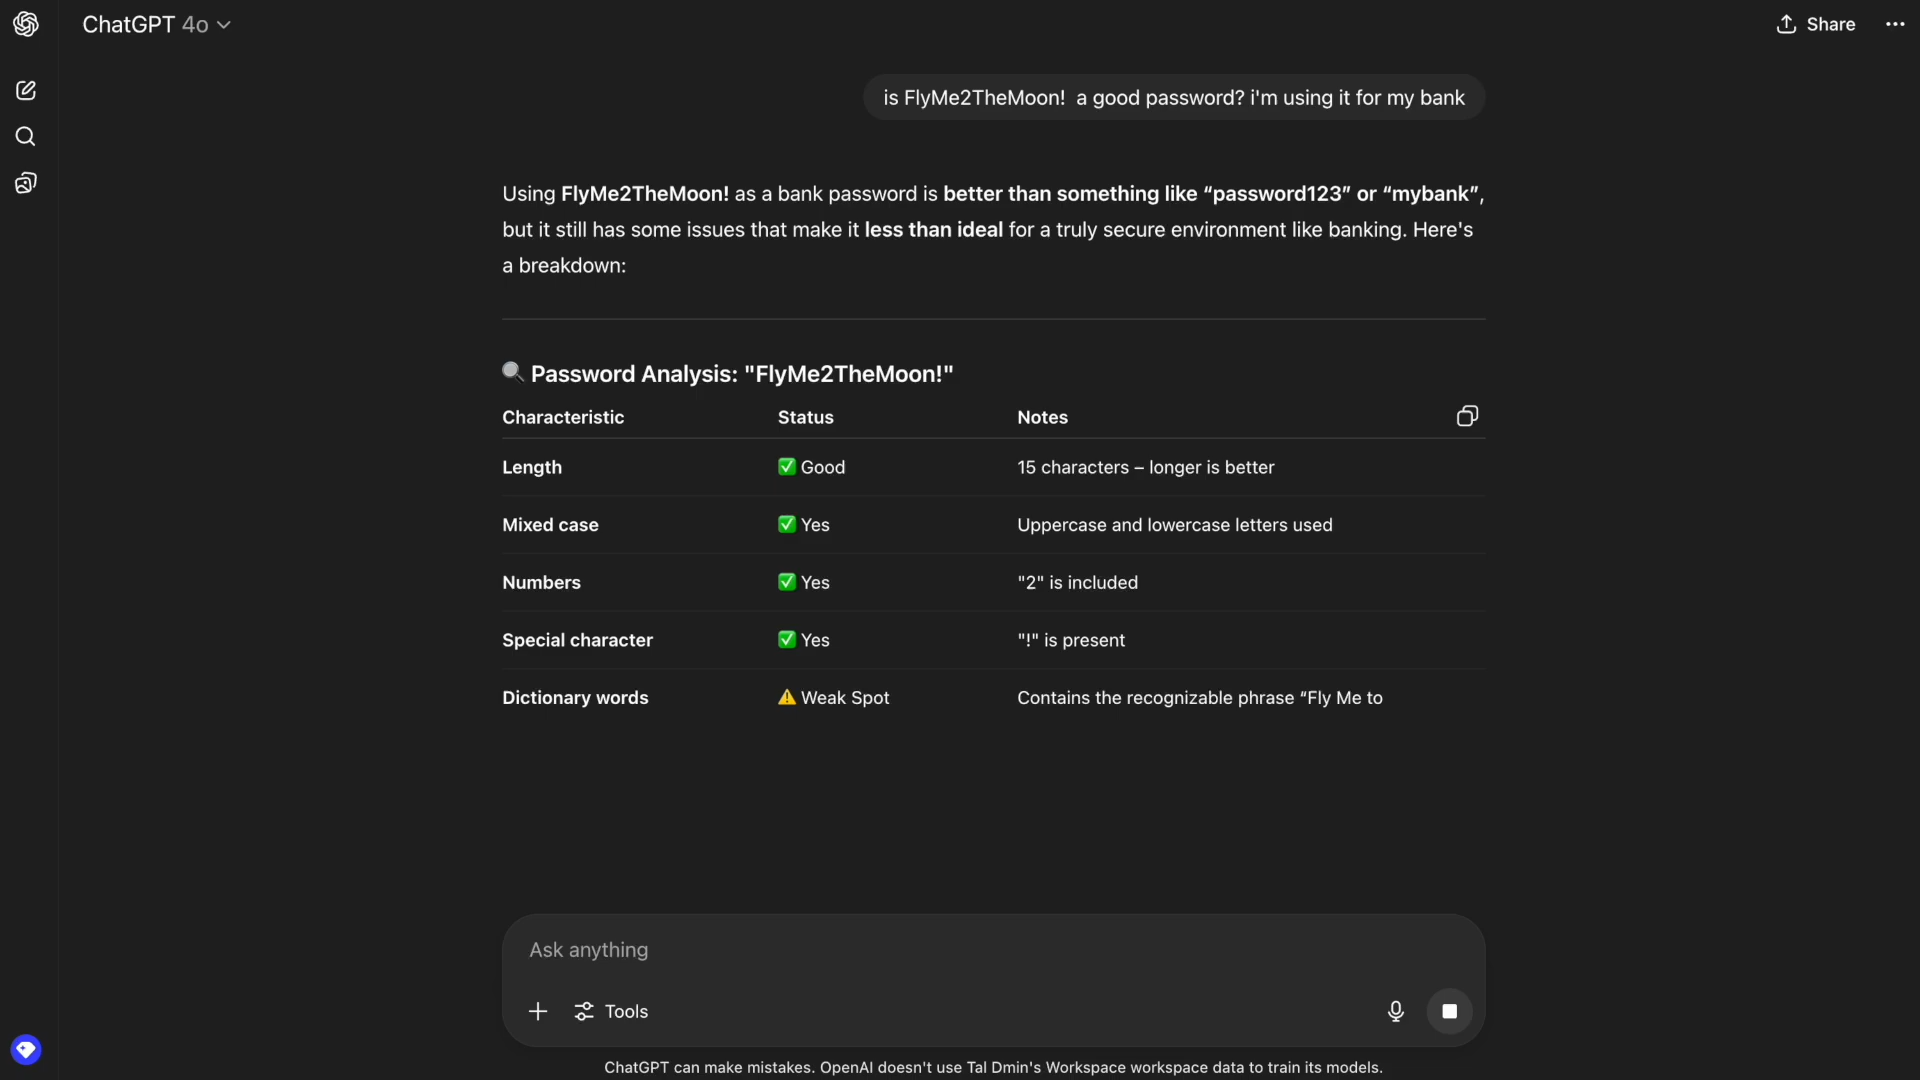 ChatGPT 4o
Share
is FlyMe2TheMoon!  a good password? i'm using it for my bank
Using FlyMe2TheMoon! as a bank password is better than something like “password123” or “mybank”,
but it still has some issues that make it less than ideal for a truly secure environment like banking. Here's
a breakdown:
🔍 Password Analysis: "FlyMe2TheMoon!"
Characteristic Status Notes
Length ✅ Good 15 characters – longer is better
Mixed case ✅ Yes Uppercase and lowercase letters used
Numbers ✅ Yes "2" is included
Special character ✅ Yes "!" is present
Dictionary words ⚠️ Weak Spot Contains the recognizable phrase “Fly Me to
Ask anything
Tools
ChatGPT can make mistakes. OpenAI doesn't use Tal Dmin's Workspace workspace data to train its models.